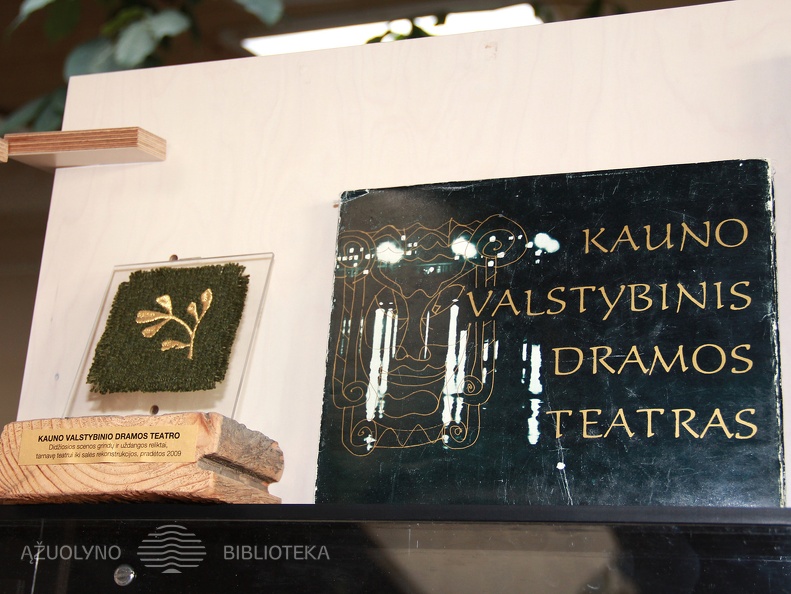 KAUNO
VALSTYBINIS
DRAMOS
TEATRAS
KAUNO VALSTYBINIO DRAMOS TEATRO
Didžiosios scenos grindų ir uždangos reliktai,
tarnavę teatrui iki salės rekonstrukcijos, pradėtos 2009
AŽUOLYNO BIBLIOTEKA